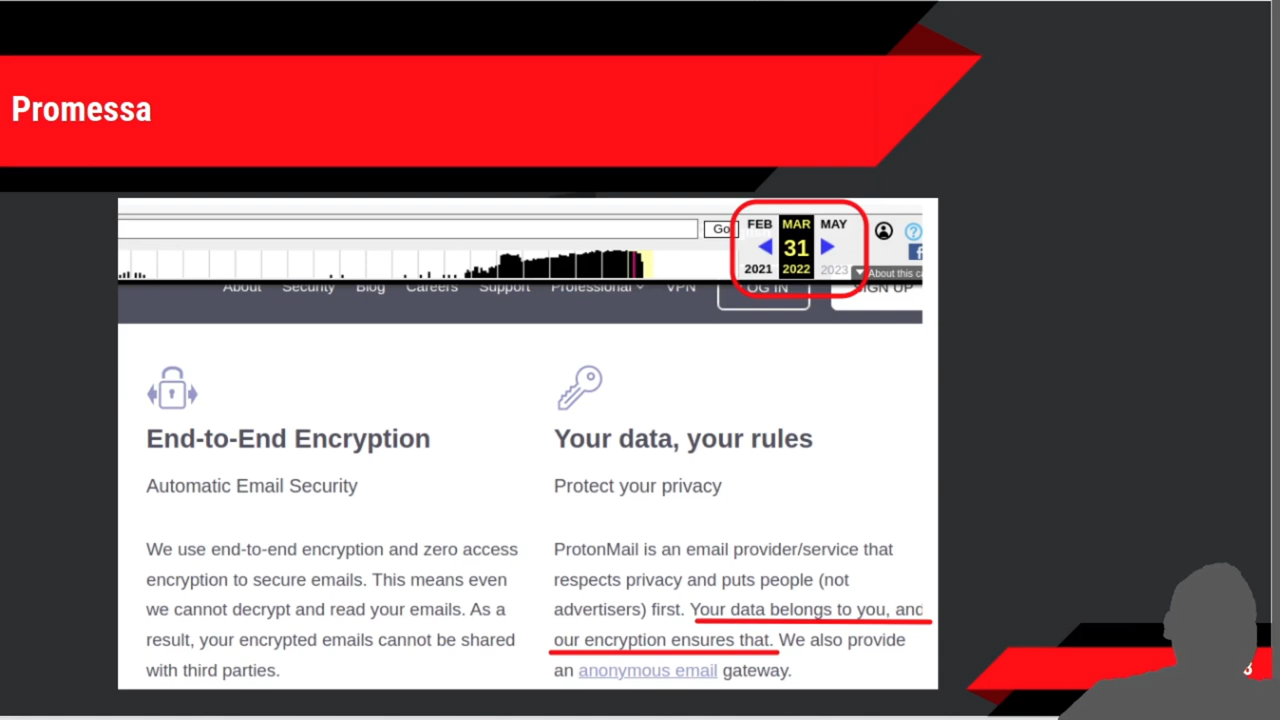 Promessa
Go
FEB MAR MAY
31
2021 2022 2023
About this ca
About Security Blog Careers Support Professional VPN LOG IN SIGN UP
End-to-End Encryption
Your data, your rules
Automatic Email Security
Protect your privacy
We use end-to-end encryption and zero access
encryption to secure emails. This means even
we cannot decrypt and read your emails. As a
result, your encrypted emails cannot be shared
with third parties.
ProtonMail is an email provider/service that
respects privacy and puts people (not
advertisers) first. Your data belongs to you, and
our encryption ensures that. We also provide
an anonymous email gateway.